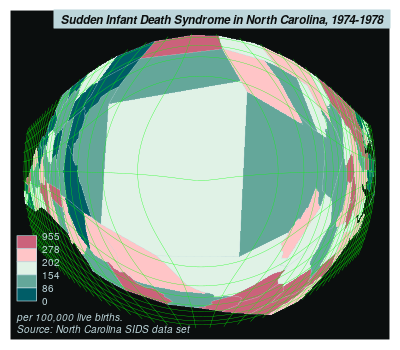 Sudden Infant Death Syndrome in North Carolina, 1974-1978
955
278
202
154
86
0
per 100,000 live births.
Source: North Carolina SIDS data set